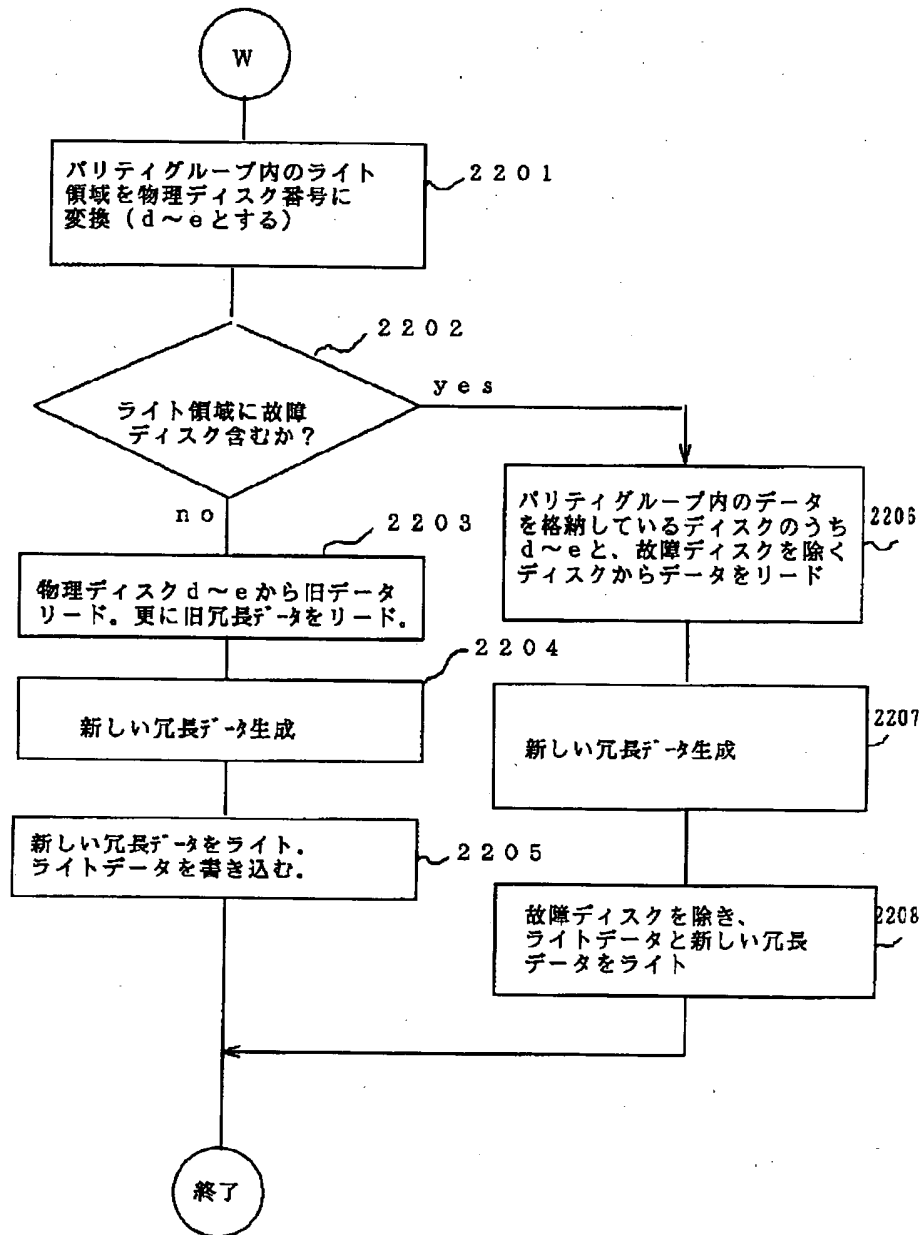 W
パリティグループ内のライト
領域を物理ディスク番号に
変換（ｄ～ｅとする）
２２０１
２２０２
ライト領域に故障
ディスク含むか？
ｙｅｓ
ｎｏ
２２０３
物理ディスクｄ～ｅから旧データ
リード。更に旧冗長ﾃﾞｰﾀをリード。
２２０４
新しい冗長ﾃﾞｰﾀ生成
新しい冗長ﾃﾞｰﾀをライト。
ライトデータを書き込む。
２２０５
パリティグループ内のデータ
を格納しているディスクのうち
ｄ～ｅと、故障ディスクを除く
ディスクからデータをリード
2206
新しい冗長ﾃﾞｰﾀ生成
2207
故障ディスクを除き、
ライトデータと新しい冗長
データをライト
2208
終了